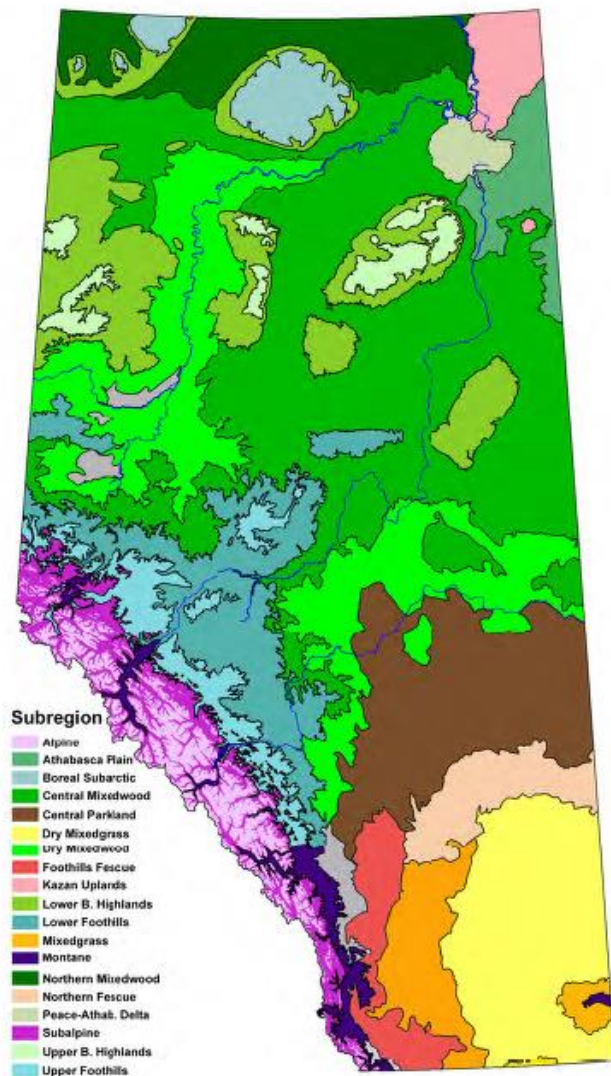 Subregion
Alpine
Athabasca Plain
Boreal Subarctic
Central Mixedwood
Central Parkland
Dry Mixedgrass
Dry Mixedwood
Foothills Fescue
Kazan Uplands
Lower B. Highlands
Lower Foothills
Mixedgrass
Montane
Northern Mixedwood
Northern Fescue
Peace-Athab. Delta
Subalpine
Upper B. Highlands
Upper Foothills